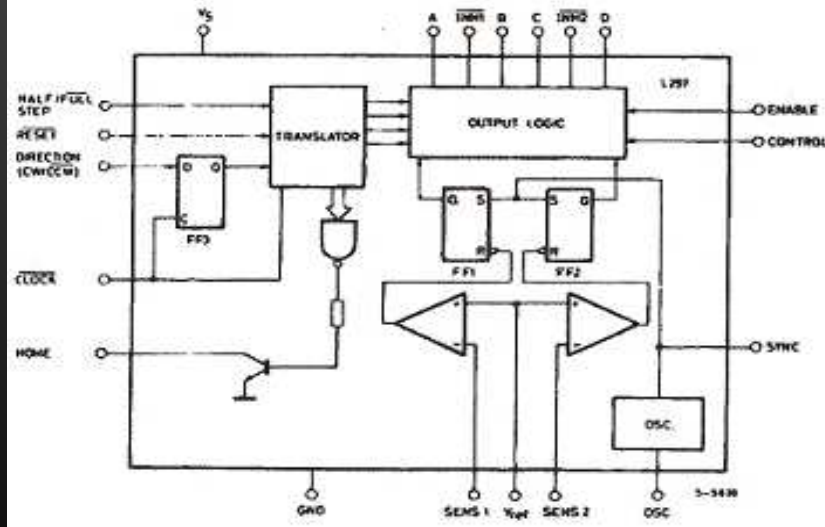 Vs A INH1 B C INH2 D
L297
HALF/FULL STEP
RESET
DIRECTION (CW/CCW)
CLOCK
HOME
TRANSLATOR
OUTPUT LOGIC
ENABLE
CONTROL
D Q
C
FF3
Q S
R
FF1
S Q
R
FF2
+ +
- -
SYNC
OSC.
GND SENS 1 Vref SENS 2 OSC